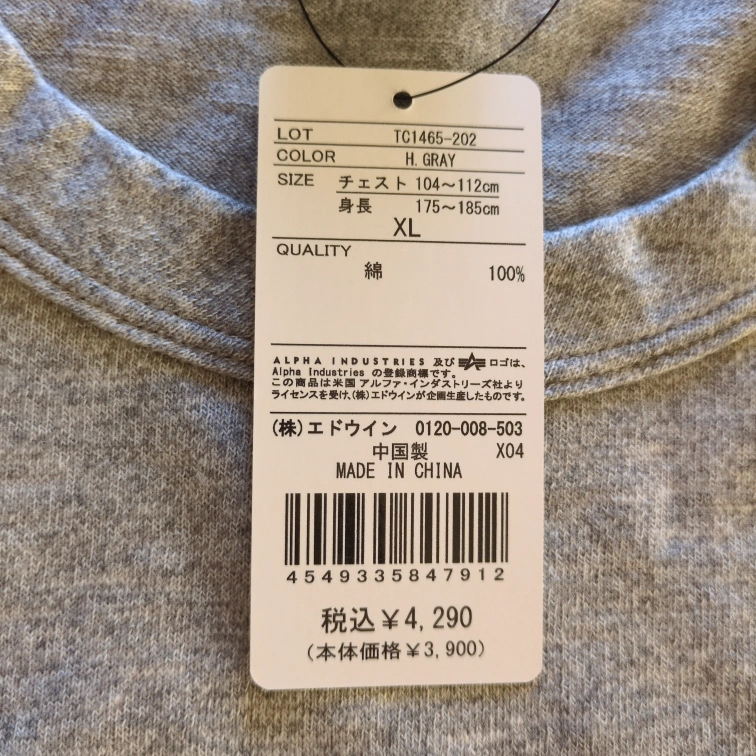 LOT TC1465-202
COLOR H.GRAY
SIZE チェスト 104～112cm
身長 175～185cm
XL
QUALITY
綿 100%
ALPHA INDUSTRIES 及び ロゴは、
Alpha Industries の登録商標です。
この商品は米国 アルファ・インダストリーズ社より
ライセンスを受け、(株)エドウインが企画生産したものです。
(株)エドウイン 0120-008-503
中国製 X04
MADE IN CHINA
4549335847912
税込￥4,290
(本体価格￥3,900)